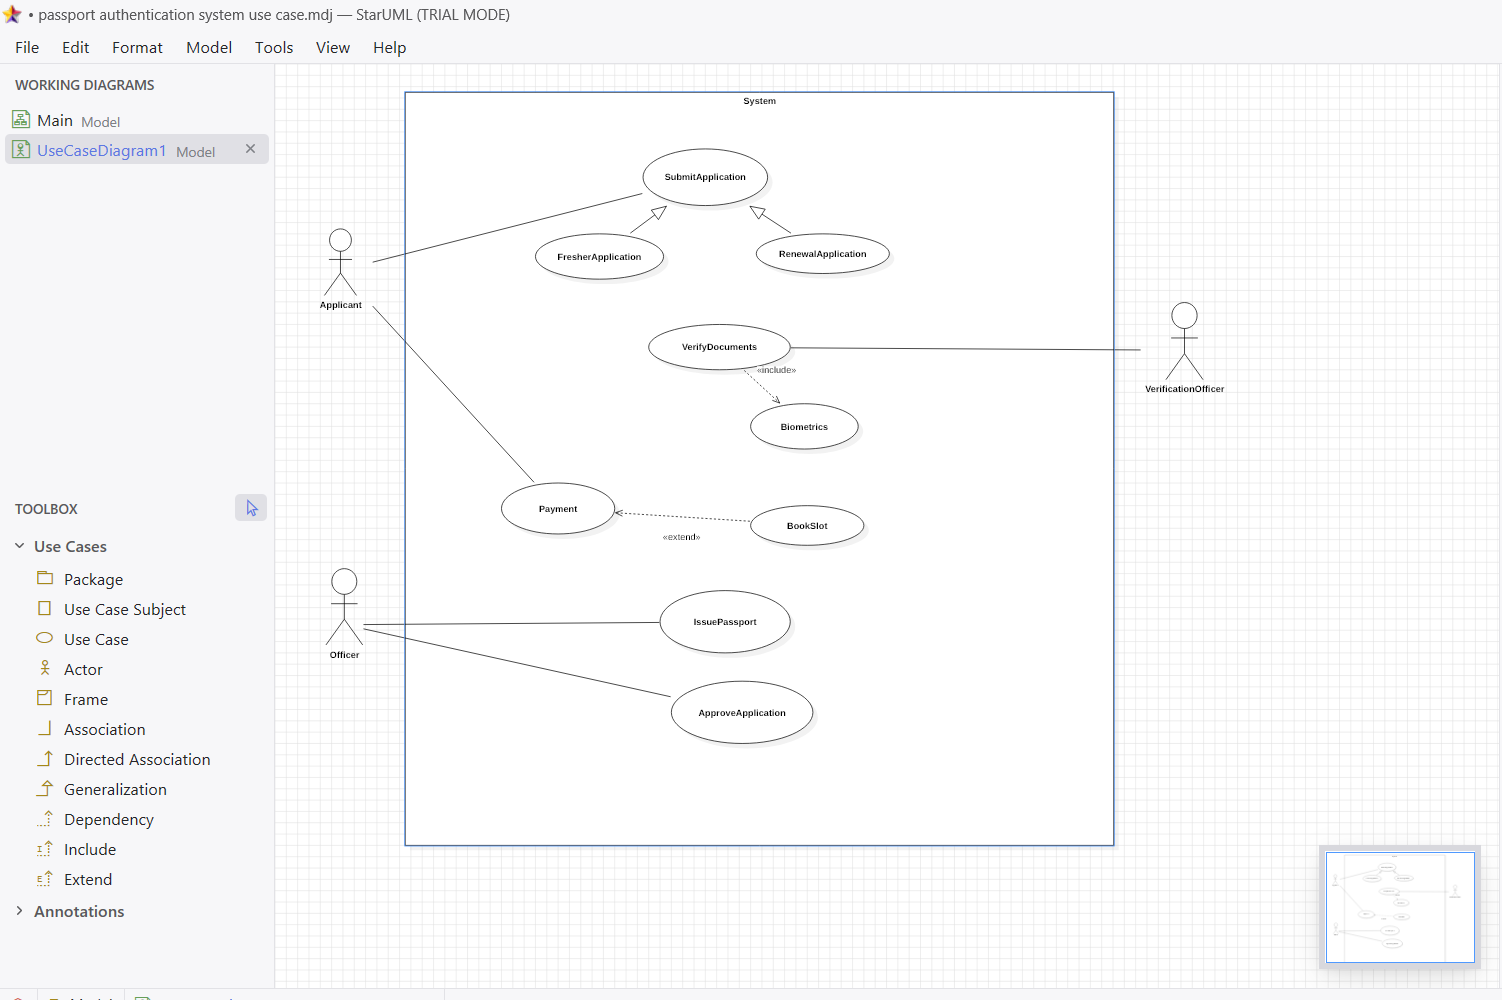 • passport authentication system use case.mdj — StarUML (TRIAL MODE)
File Edit Format Model Tools View Help
WORKING DIAGRAMS
Main Model
UseCaseDiagram1 Model
System
SubmitApplication
FresherApplication
RenewalApplication
Applicant
VerifyDocuments
«include»
VerificationOfficer
Biometrics
Payment
BookSlot
«extend»
IssuePassport
Officer
ApproveApplication
TOOLBOX
Use Cases
Package
Use Case Subject
Use Case
Actor
Frame
Association
Directed Association
Generalization
Dependency
Include
Extend
Annotations